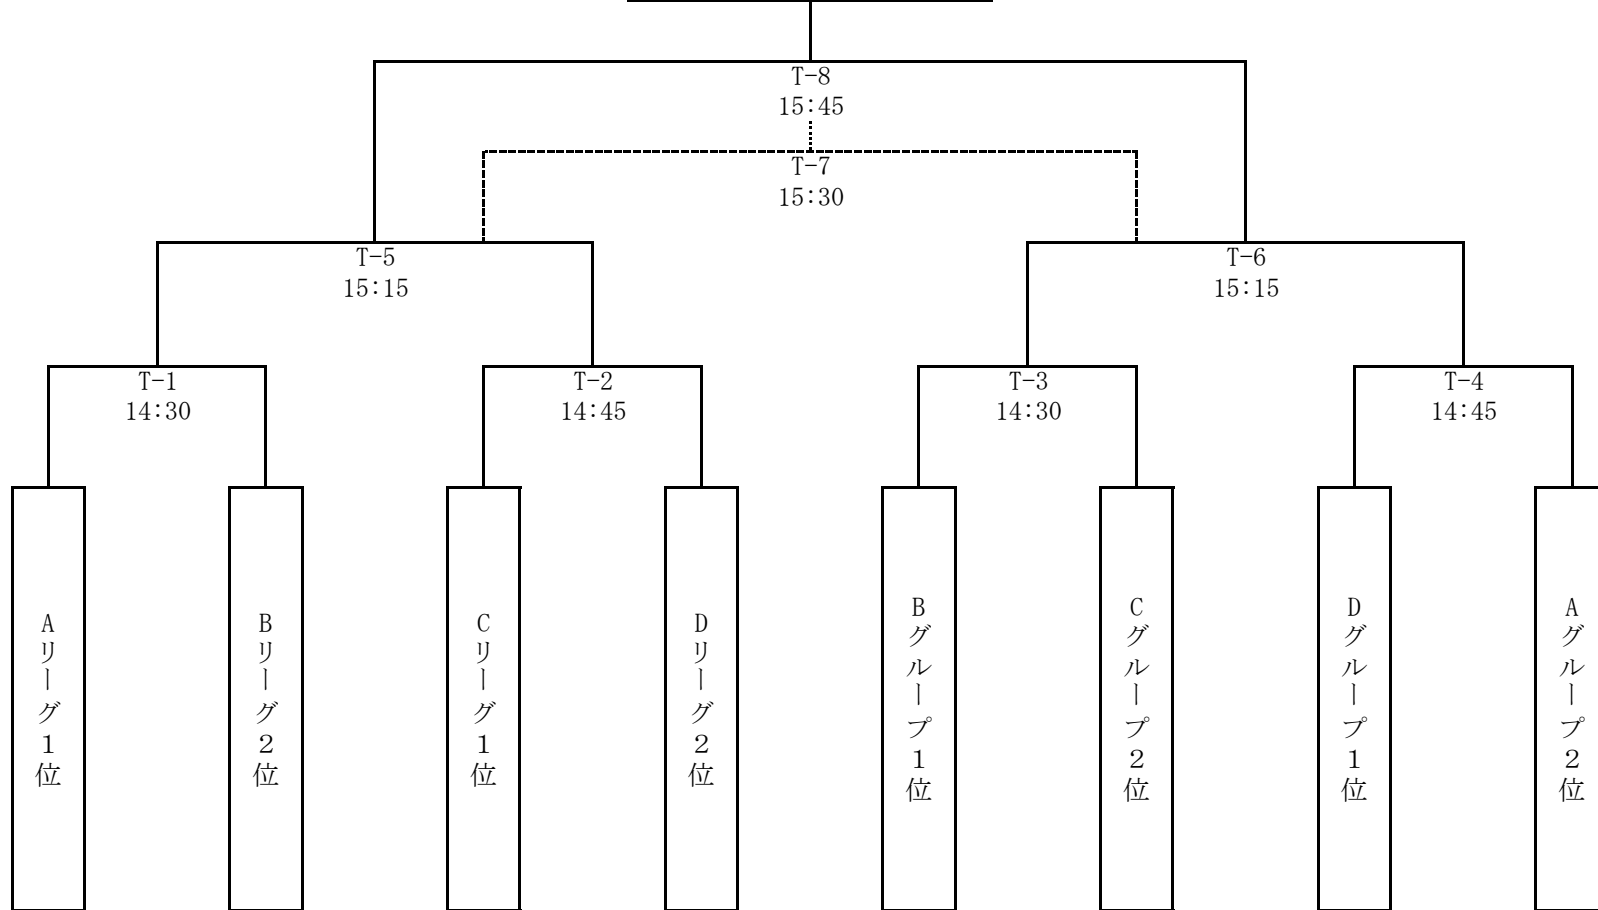 T-8
15:45
T-7
15:30
T-5
15:15
T-6
15:15
T-1
14:30
T-2
14:45
T-3
14:30
T-4
14:45
Aリーグ1位
Bリーグ2位
Cリーグ1位
Dリーグ2位
Bグループ1位
Cグループ2位
Dグループ1位
Aグループ2位